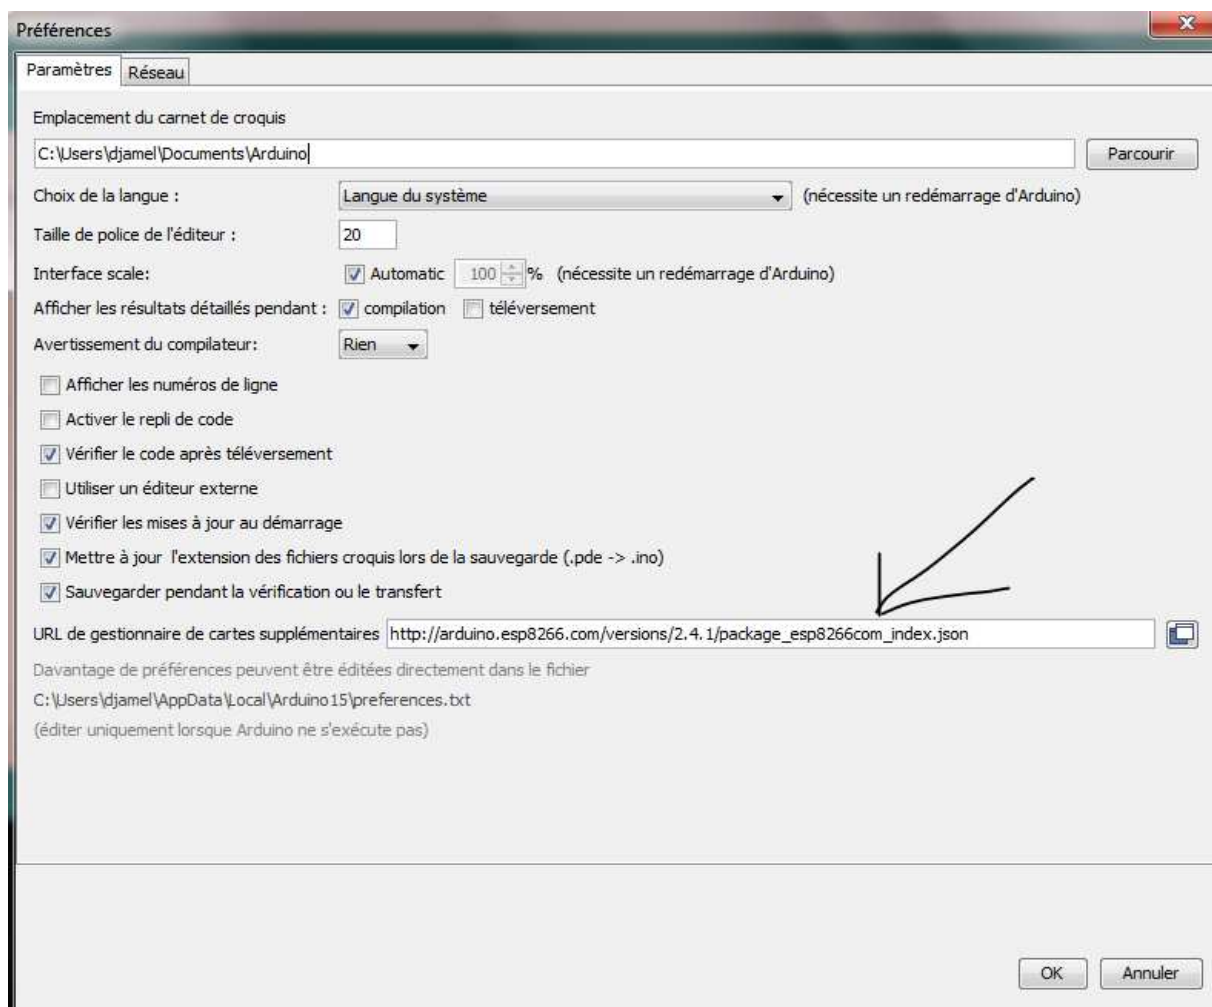 Préférences
Paramètres Réseau
Emplacement du carnet de croquis
C:\Users\djamel\Documents\Arduino Parcourir
Choix de la langue : Langue du système (nécessite un redémarrage d'Arduino)
Taille de police de l'éditeur : 20
Interface scale: Automatic 100 % (nécessite un redémarrage d'Arduino)
Afficher les résultats détaillés pendant : compilation téléversement
Avertissement du compilateur: Rien
Afficher les numéros de ligne
Activer le repli de code
Vérifier le code après téléversement
Utiliser un éditeur externe
Vérifier les mises à jour au démarrage
Mettre à jour l'extension des fichiers croquis lors de la sauvegarde (.pde -> .ino)
Sauvegarder pendant la vérification ou le transfert
URL de gestionnaire de cartes supplémentaires http://arduino.esp8266.com/versions/2.4.1/package_esp8266com_index.json
Davantage de préférences peuvent être éditées directement dans le fichier
C:\Users\djamel\AppData\Local\Arduino15\preferences.txt
(éditer uniquement lorsque Arduino ne s'exécute pas)
OK Annuler